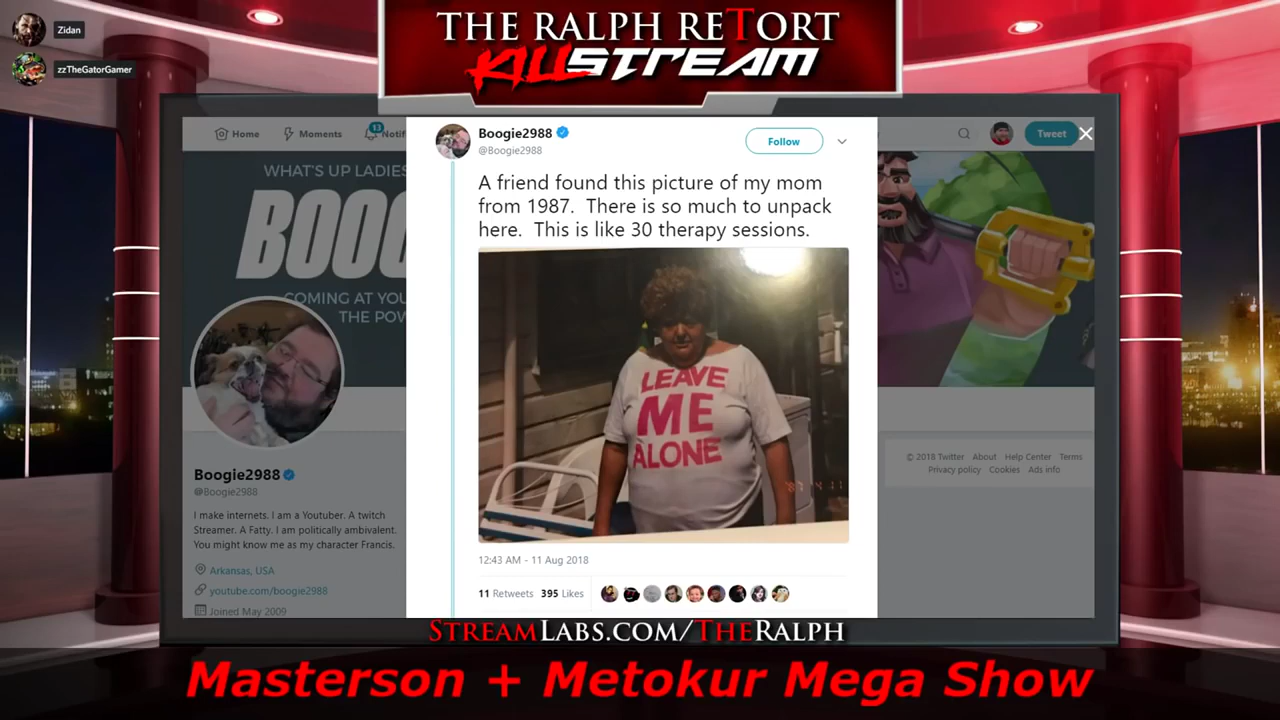 Zidan
zzTheGatorGamer
THE RALPH RETORT
KILLSTREAM
Home
Moments
13
Notif
Tweet
WHAT'S UP LADIES
BOOG
COMING AT YOU
THE POW
Boogie2988
@Boogie2988
Follow
A friend found this picture of my mom
from 1987. There is so much to unpack
here. This is like 30 therapy sessions.
LEAVE
ME
ALONE
12:43 AM - 11 Aug 2018
11 Retweets 395 Likes
Boogie2988
@Boogie2988
I make internets. I am a Youtuber. A twitch
Streamer. A Fatty. I am politically ambivalent.
You might know me as my character Francis.
Arkansas, USA
youtube.com/boogie2988
Joined May 2009
© 2018 Twitter About Help Center Terms
Privacy policy Cookies Ads info
STREAMLABS.COM/THERALPH
Masterson + Metokur Mega Show